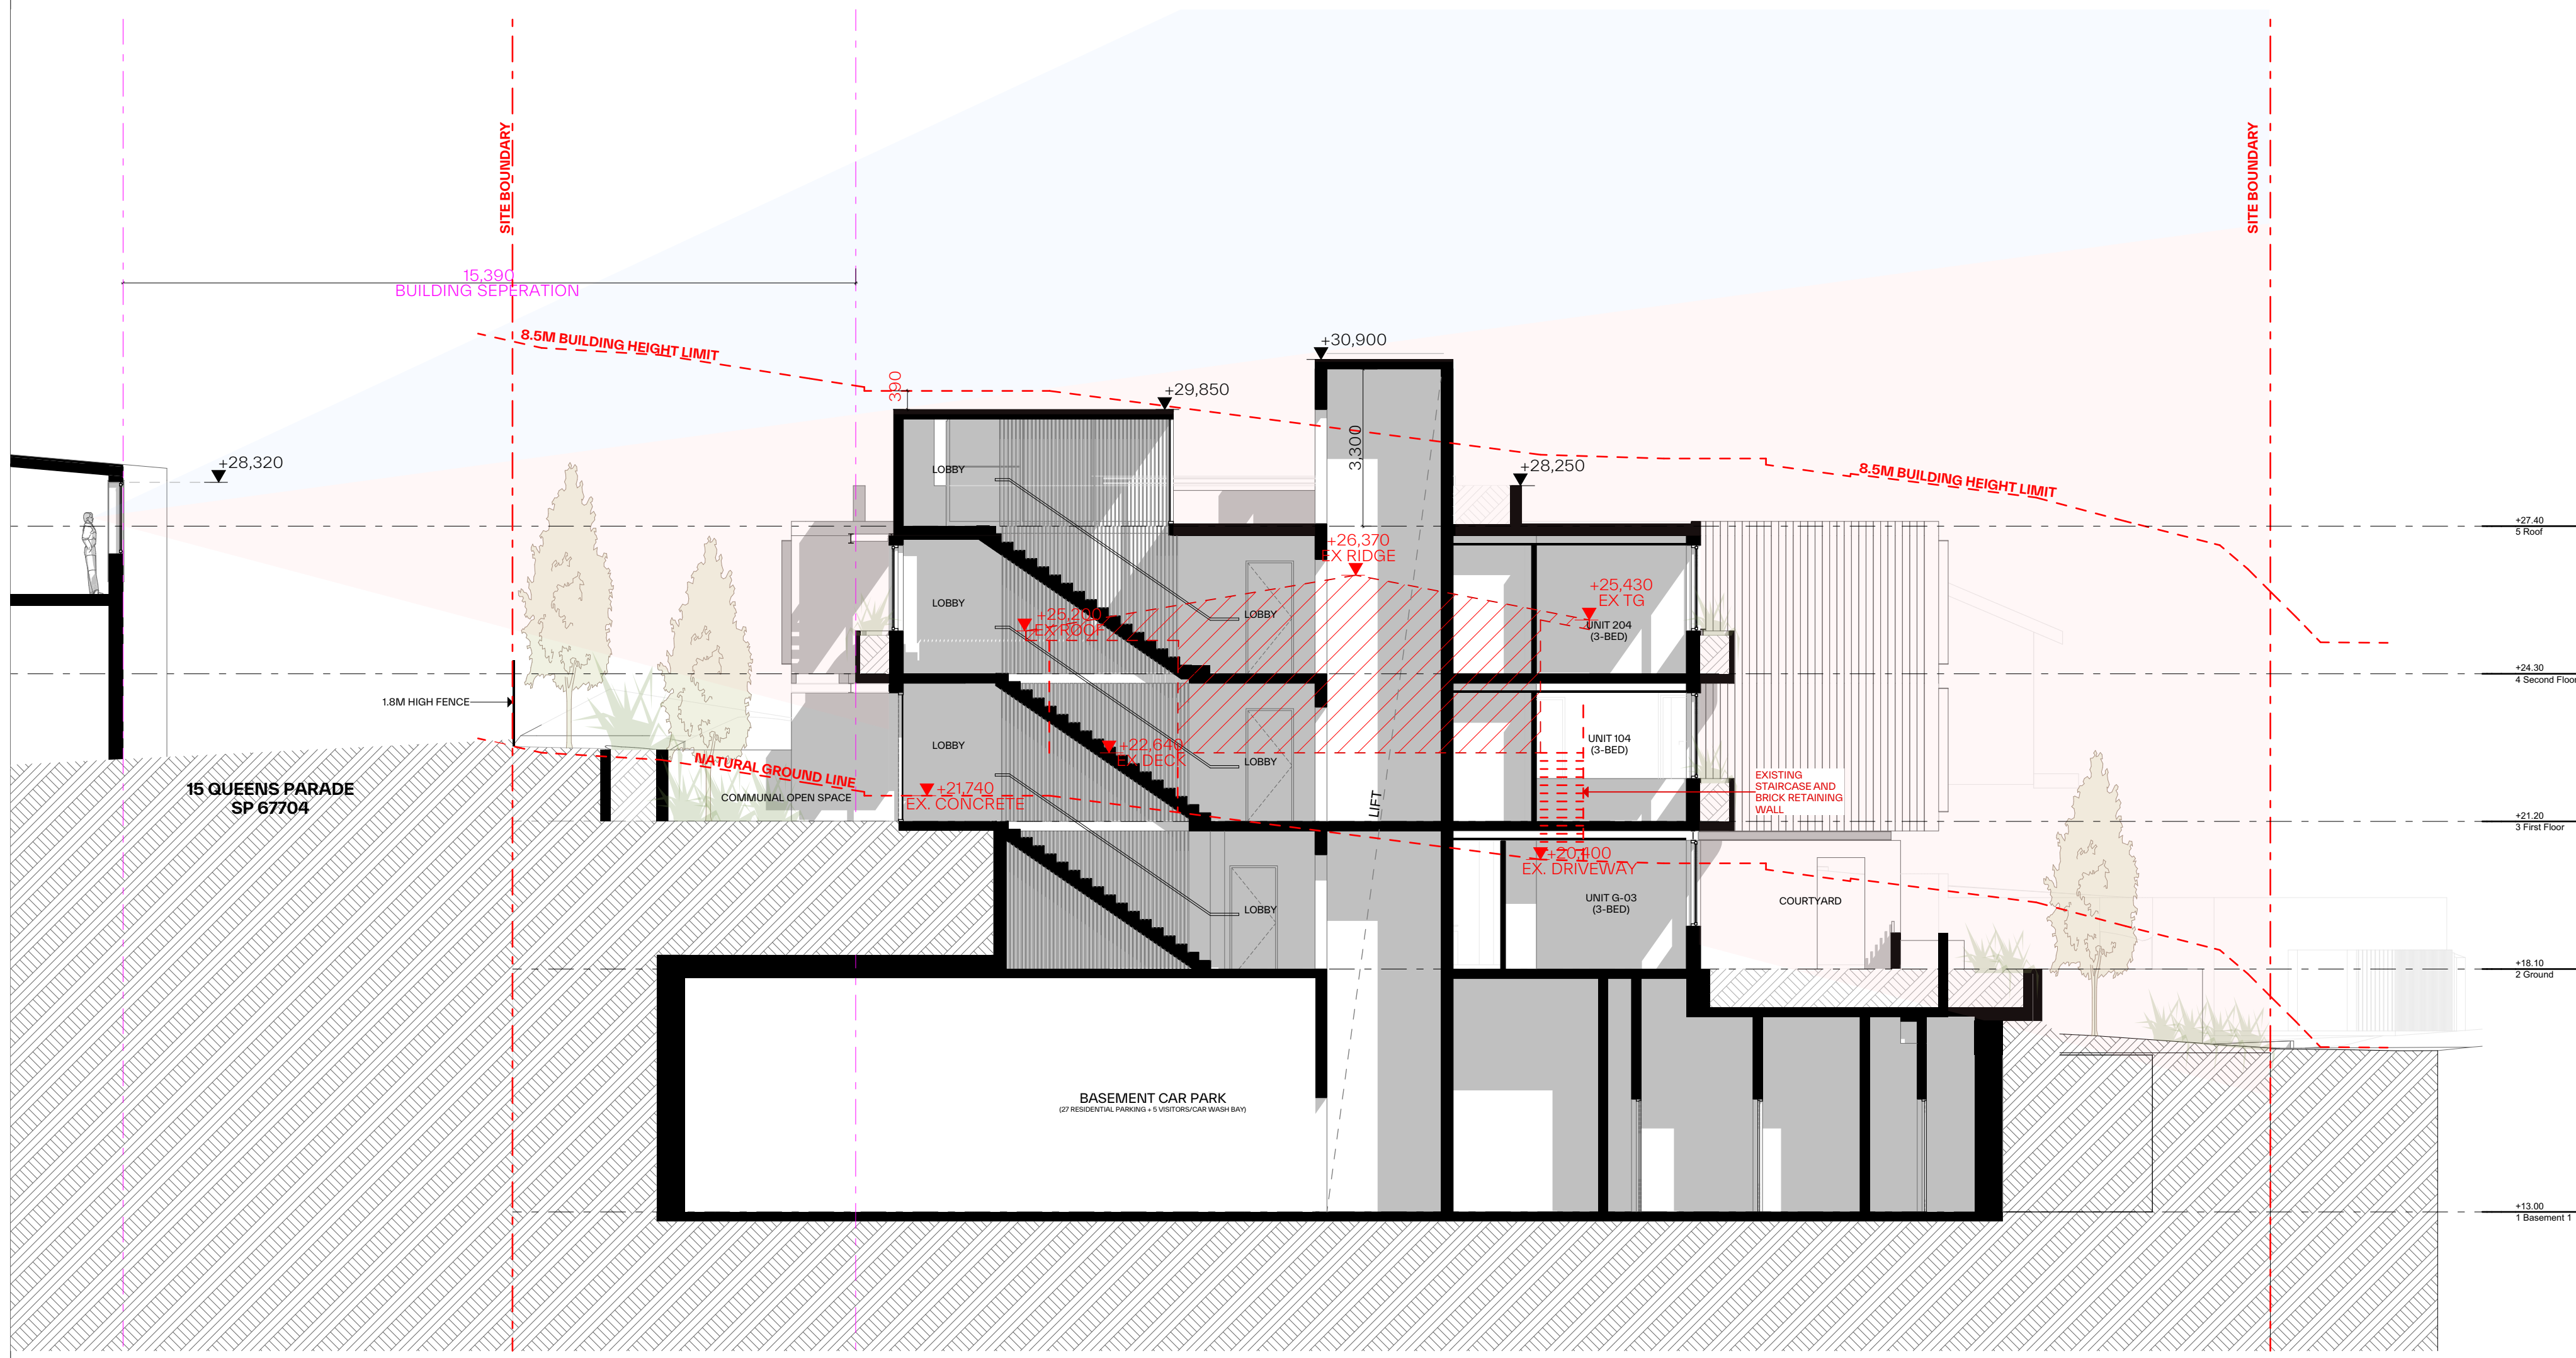 SITE BOUNDARY
SITE BOUNDARY
15,390
BUILDING SEPERATION
8.5M BUILDING HEIGHT LIMIT
+30,900
390
+29,850
3,300
+28,320
+28,250
8.5M BUILDING HEIGHT LIMIT
LOBBY
+27.40
5 Roof
+26,370
EX RIDGE
+25,430
EX TG
+25,200
EX ROOF
LOBBY
LOBBY
UNIT 204
(3-BED)
+24.30
4 Second Floor
1.8M HIGH FENCE
LOBBY
+22,640
EX DECK
LOBBY
UNIT 104
(3-BED)
NATURAL GROUND LINE
15 QUEENS PARADE
SP 67704
COMMUNAL OPEN SPACE
+21,740
EX. CONCRETE
LIFT
EXISTING
STAIRCASE AND
BRICK RETAINING
WALL
+21.20
3 First Floor
+20,400
EX. DRIVEWAY
LOBBY
UNIT G-03
(3-BED)
COURTYARD
+18.10
2 Ground
BASEMENT CAR PARK
(27 RESIDENTIAL PARKING + 5 VISITORS/CAR WASH BAY)
+13.00
1 Basement 1